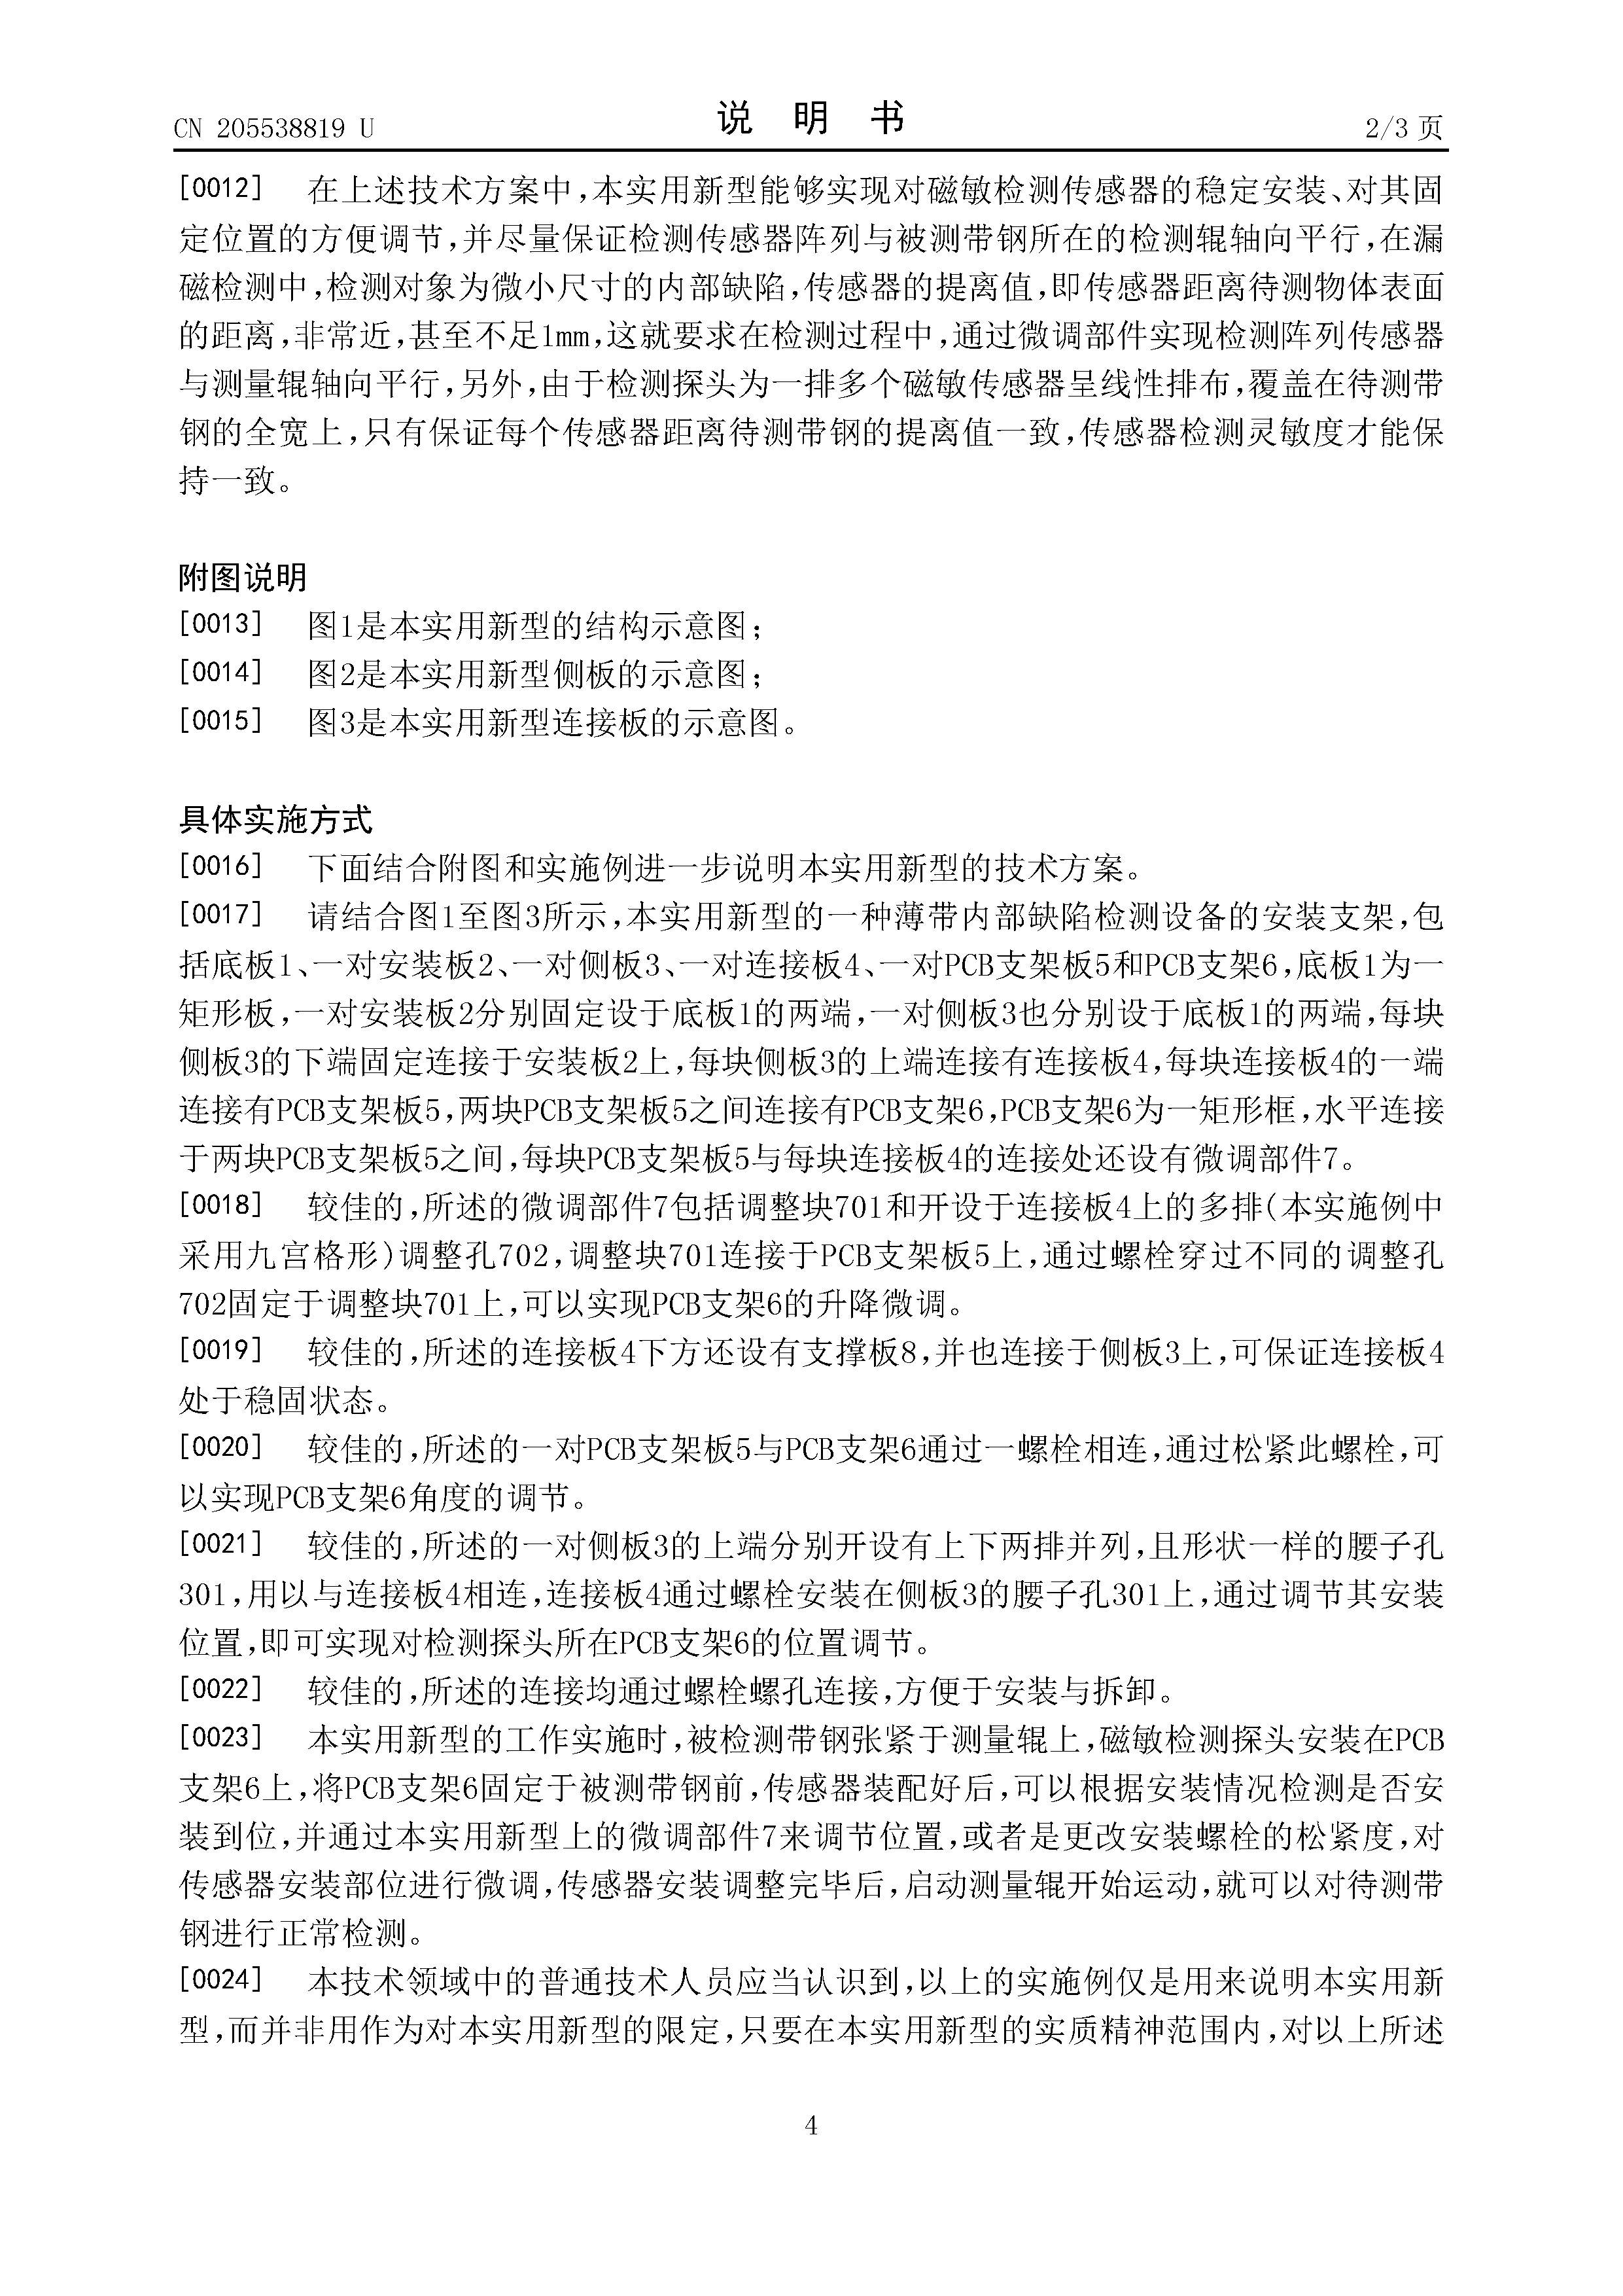 CN 205538819 U
说 明 书
2/3 页
[0012] 在上述技术方案中,本实用新型能够实现对磁敏检测传感器的稳定安装、对其固
定位置的方便调节,并尽量保证检测传感器阵列与被测带钢所在的检测辊轴向平行,在漏
磁检测中,检测对象为微小尺寸的内部缺陷,传感器的提离值,即传感器距离待测物体表面
的距离,非常近,甚至不足1mm,这就要求在检测过程中,通过微调部件实现检测阵列传感器
与测量辊轴向平行,另外,由于检测探头为一排多个磁敏传感器呈线性排布,覆盖在待测带
钢的全宽上,只有保证每个传感器距离待测带钢的提离值一致,传感器检测灵敏度才能保
持一致。
附图说明
[0013] 图1是本实用新型的结构示意图;
[0014] 图2是本实用新型侧板的示意图;
[0015] 图3是本实用新型连接板的示意图。
具体实施方式
[0016] 下面结合附图和实施例进一步说明本实用新型的技术方案。
[0017] 请结合图1至图3所示,本实用新型的一种薄带内部缺陷检测设备的安装支架,包
括底板1、一对安装板2、一对侧板3、一对连接板4、一对PCB支架板5和PCB支架6,底板1为一
矩形板,一对安装板2分别固定设于底板1的两端,一对侧板3也分别设于底板1的两端,每块
侧板3的下端固定连接于安装板2上,每块侧板3的上端连接有连接板4,每块连接板4的一端
连接有PCB支架板5,两块PCB支架板5之间连接有PCB支架6,PCB支架6为一矩形框,水平连接
于两块PCB支架板5之间,每块PCB支架板5与每块连接板4的连接处还设有微调部件7。
[0018] 较佳的,所述的微调部件7包括调整块701和开设于连接板4上的多排(本实施例中
采用九宫格形)调整孔702,调整块701连接于PCB支架板5上,通过螺栓穿过不同的调整孔
702固定于调整块701上,可以实现PCB支架6的升降微调。
[0019] 较佳的,所述的连接板4下方还设有支撑板8,并也连接于侧板3上,可保证连接板4
处于稳固状态。
[0020] 较佳的,所述的一对PCB支架板5与PCB支架6通过一螺栓相连,通过松紧此螺栓,可
以实现PCB支架6角度的调节。
[0021] 较佳的,所述的一对侧板3的上端分别开设有上下两排并列,且形状一样的腰子孔
301,用以与连接板4相连,连接板4通过螺栓安装在侧板3的腰子孔301上,通过调节其安装
位置,即可实现对检测探头所在PCB支架6的位置调节。
[0022] 较佳的,所述的连接均通过螺栓螺孔连接,方便于安装与拆卸。
[0023] 本实用新型的工作实施时,被检测带钢张紧于测量辊上,磁敏检测探头安装在PCB
支架6上,将PCB支架6固定于被测带钢前,传感器装配好后,可以根据安装情况检测是否安
装到位,并通过本实用新型上的微调部件7来调节位置,或者是更改安装螺栓的松紧度,对
传感器安装部位进行微调,传感器安装调整完毕后,启动测量辊开始运动,就可以对待测带
钢进行正常检测。
[0024] 本技术领域中的普通技术人员应当认识到,以上的实施例仅是用来说明本实用新
型,而并非用作为对本实用新型的限定,只要在本实用新型的实质精神范围内,对以上所述
4